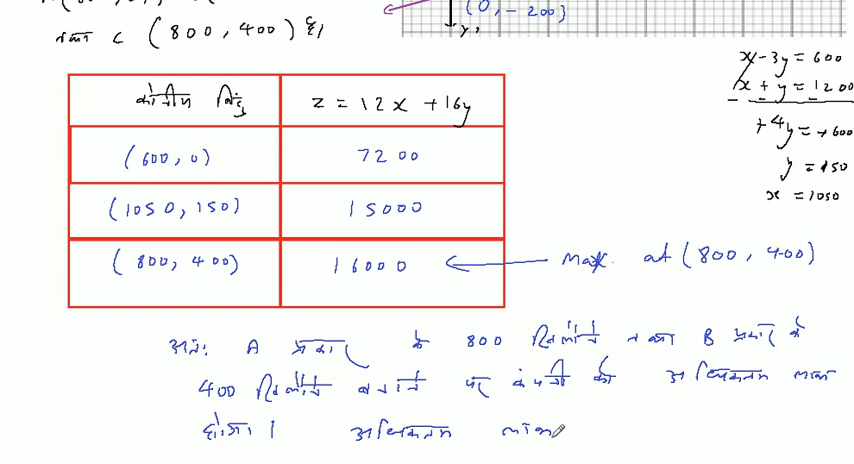 (0, - 200)
y'
तथा C (800, 400) है।
x - 3y = 600
x + y = 1200
- - -
+ 4y = + 600
y = 150
x = 1050
कोनीय बिंदु z = 12x + 16y
(600, 0) 7200
(1050, 150) 15000
(800, 400) 16000 ← Max. at (800, 400)
अतः A प्रकार के 800 खिलौने तथा B प्रकार के
400 खिलौने बनाने पर कंपनी को अधिकतम लाभ
होगा। अधिकतम लाभ